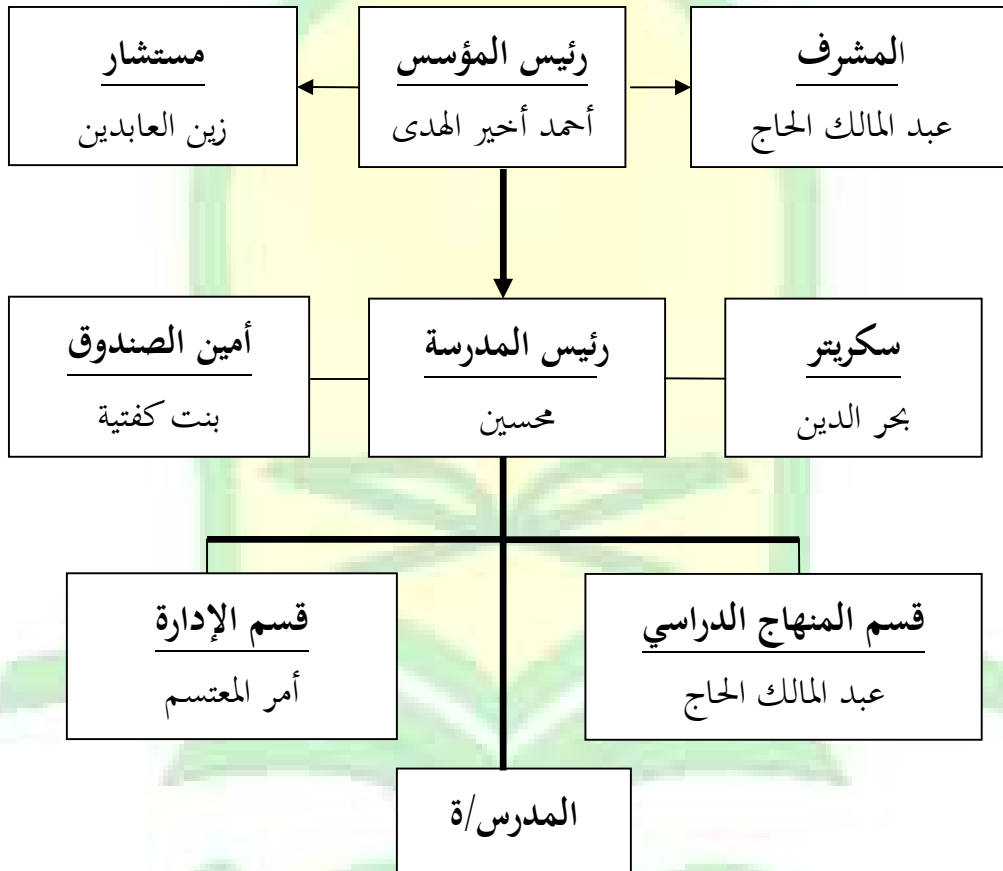 المشرف
عبد المالك الحاج
رئيس المؤسس
أحمد أخير الهدى
مستشار
زين العابدين
سكريتر
بحر الدين
رئيس المدرسة
محسين
أمين الصندوق
بنت كفتية
قسم المنهاج الدراسي
عبد المالك الحاج
قسم الإدارة
أمر المعتسم
المدرس/ة